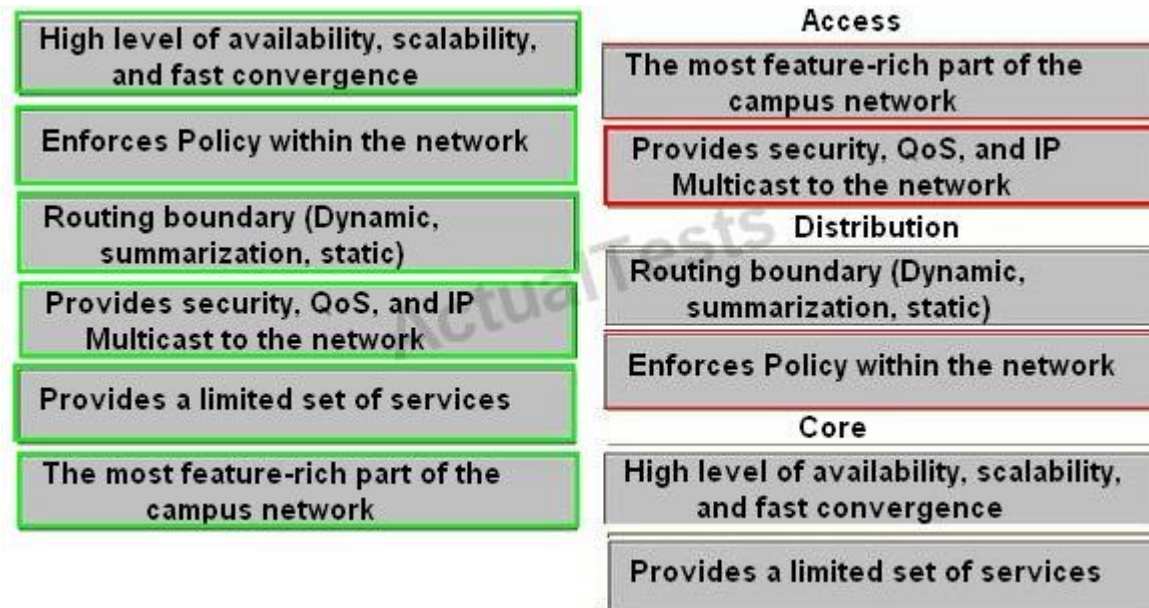 High level of availability, scalability,
and fast convergence
Enforces Policy within the network
Routing boundary (Dynamic,
summarization, static)
Provides security, QoS, and IP
Multicast to the network
Provides a limited set of services
The most feature-rich part of the
campus network
Access
The most feature-rich part of the
campus network
Provides security, QoS, and IP
Multicast to the network
Distribution
Routing boundary (Dynamic,
summarization, static)
Enforces Policy within the network
Core
High level of availability, scalability,
and fast convergence
Provides a limited set of services
ActualTests